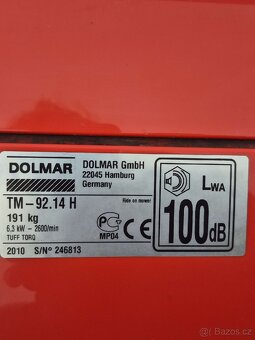 DOLMAR
DOLMAR GmbH
22045 Hamburg
Germany
TM-92.14 H
Ride on mower
191 kg
6,3 kW - 2600/min
TUFF TORQ
2010 S/Nº 246813
MP04
LWA
100dB
© Bazos.cz